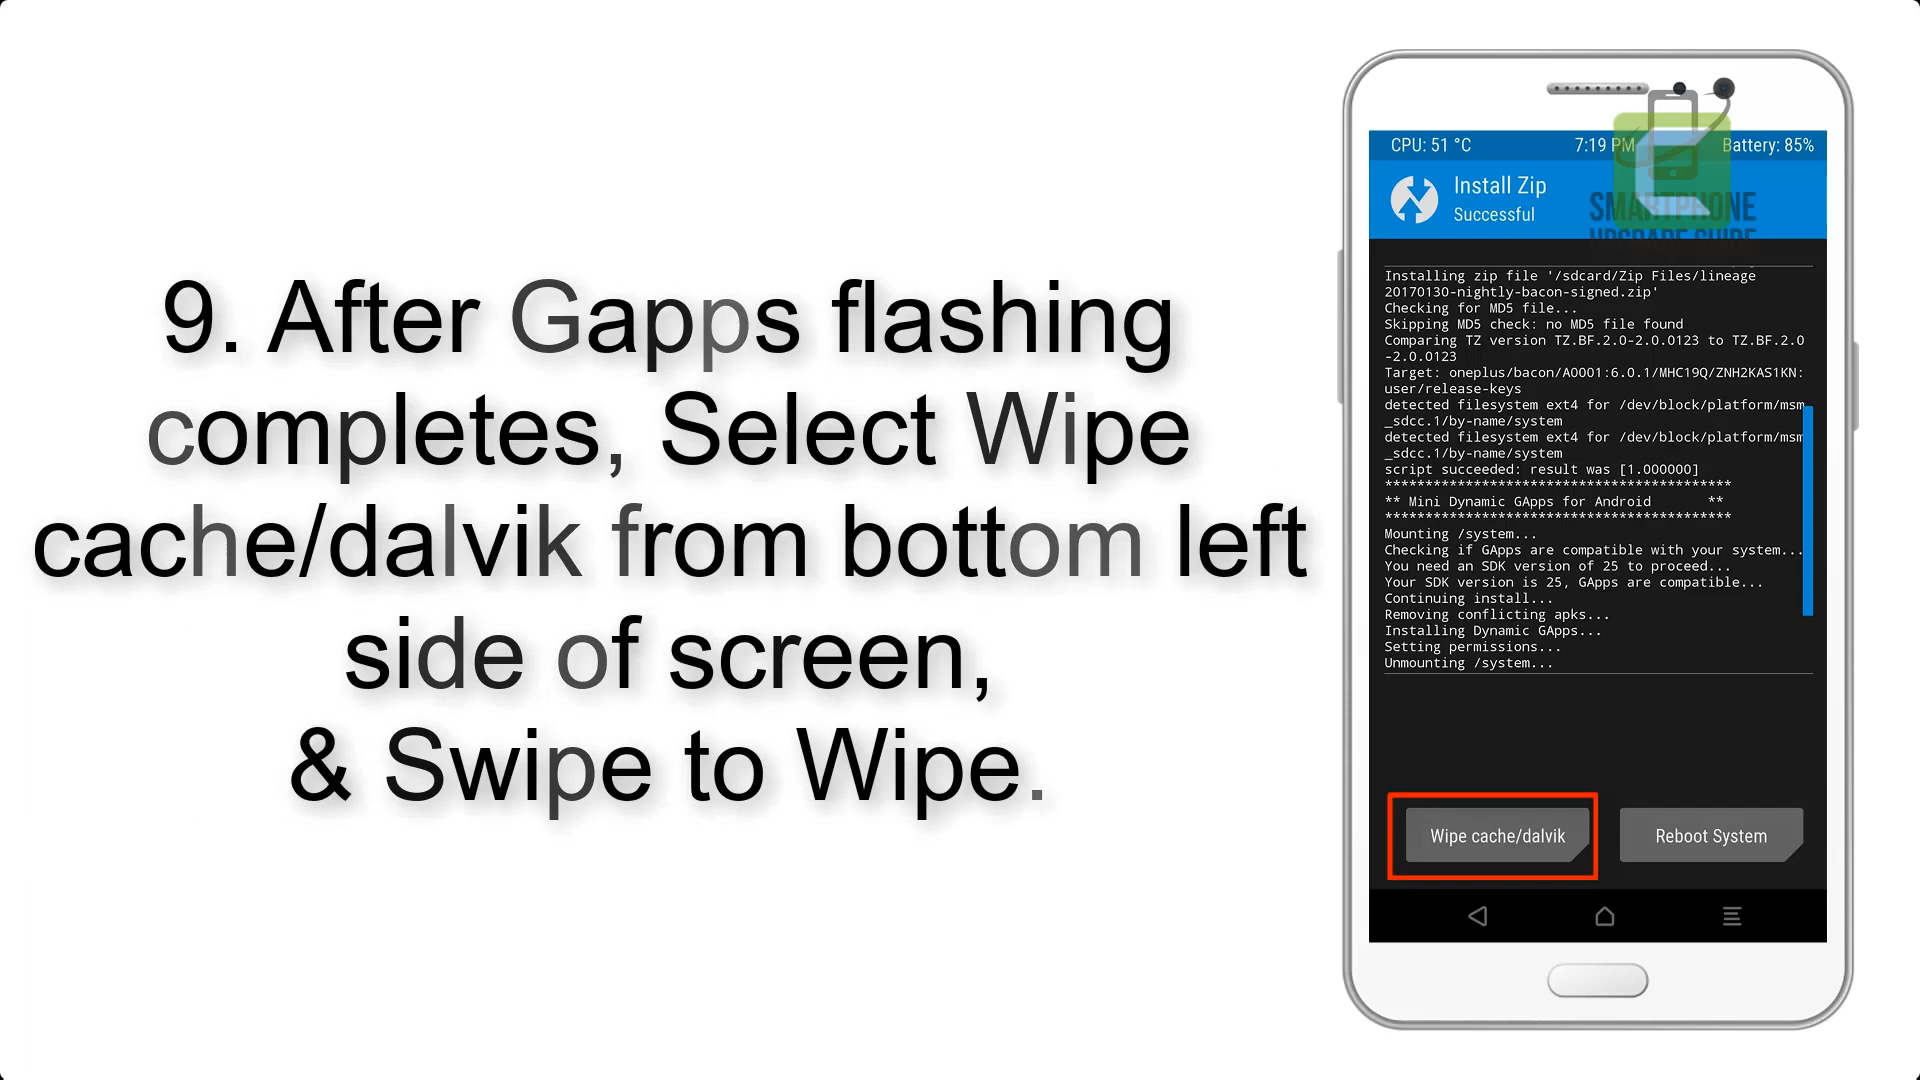 9. After Gapps flashing
completes, Select Wipe
cache/dalvik from bottom left
side of screen,
& Swipe to Wipe.
CPU: 51 °C
7:19 PM
Battery: 85%
Install Zip
Successful
SMARTPHONE
UPGRADE GUIDE
Installing zip file '/sdcard/Zip Files/lineage
20170130-nightly-bacon-signed.zip'
Checking for MD5 file...
Skipping MD5 check: no MD5 file found
Comparing TZ version TZ.BF.2.0-2.0.0123 to TZ.BF.2.0
-2.0.0123
Target: oneplus/bacon/A0001:6.0.1/MHC19Q/ZNH2KAS1KN:
user/release-keys
detected filesystem ext4 for /dev/block/platform/msm
_sdcc.1/by-name/system
detected filesystem ext4 for /dev/block/platform/msm
_sdcc.1/by-name/system
script succeeded: result was [1.000000]
*******************************************
** Mini Dynamic GApps for Android **
*******************************************
Mounting /system...
Checking if GApps are compatible with your system...
You need an SDK version of 25 to proceed...
Your SDK version is 25, GApps are compatible...
Continuing install...
Removing conflicting apks...
Installing Dynamic GApps...
Setting permissions...
Unmounting /system...
Wipe cache/dalvik
Reboot System